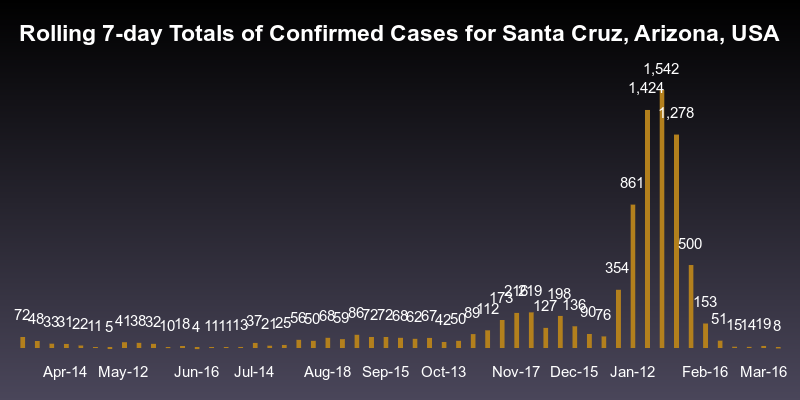 Rolling 7-day Totals of Confirmed Cases for Santa Cruz, Arizona, USA
72 48 33 31 22 11 5 41 38 32 10 18 4 11 11 13 37 21 25 56 50 68 59 86 72 72 68 62 67 42 50 89 112 173 216 219 127 198 136 90 76 354 861 1,424 1,542 1,278 500 153 51 15 14 19 8
Apr-14 May-12 Jun-16 Jul-14 Aug-18 Sep-15 Oct-13 Nov-17 Dec-15 Jan-12 Feb-16 Mar-16